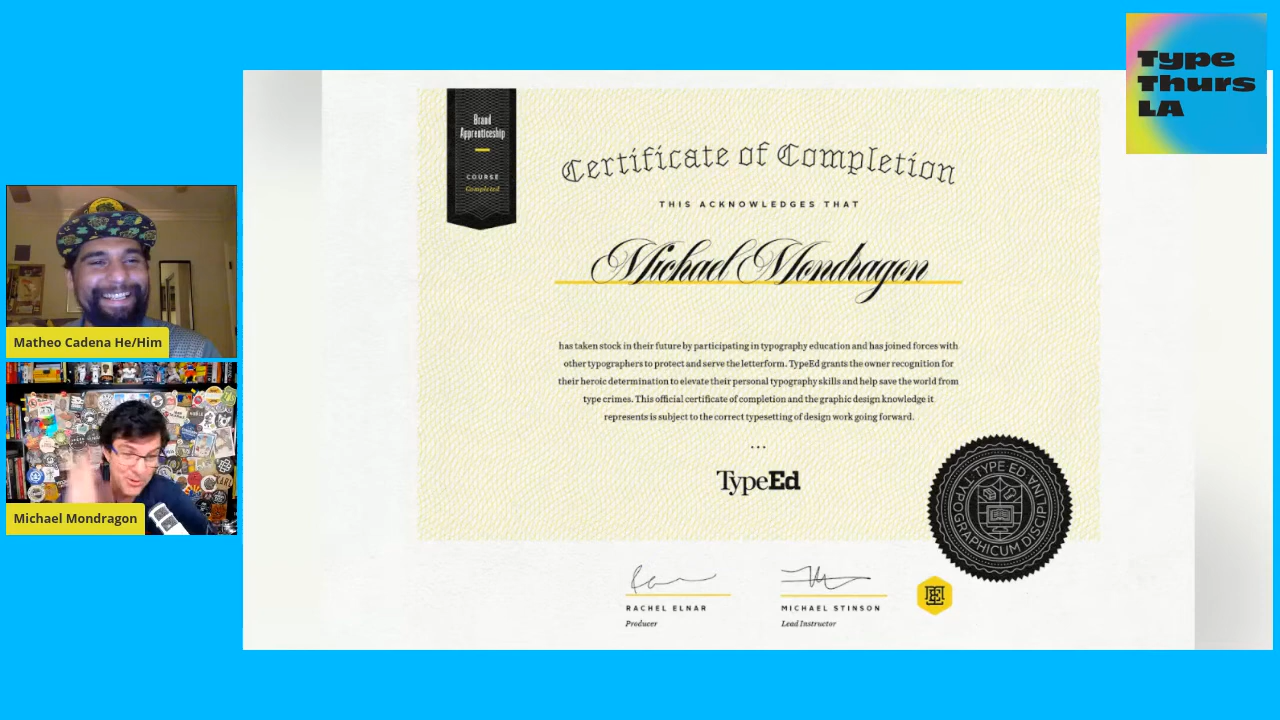 Type
Thurs
LA
Brand
Apprenticeship
COURSE
Completed
Certificate of Completion
THIS ACKNOWLEDGES THAT
Michael Mondragon
has taken stock in their future by participating in typography education and has joined forces with
other typographers to protect and serve the letterform. TypeEd grants the owner recognition for
their heroic determination to elevate their personal typography skills and help save the world from
type crimes. This official certificate of completion and the graphic design knowledge it
represents is subject to the correct typesetting of design work going forward.
...
TypeEd
TYPE ED
TYPOGRAPHICUM DISCIPLINA
RACHEL ELNAR
Producer
MICHAEL STINSON
Lead Instructor
Matheo Cadena He/Him
Michael Mondragon